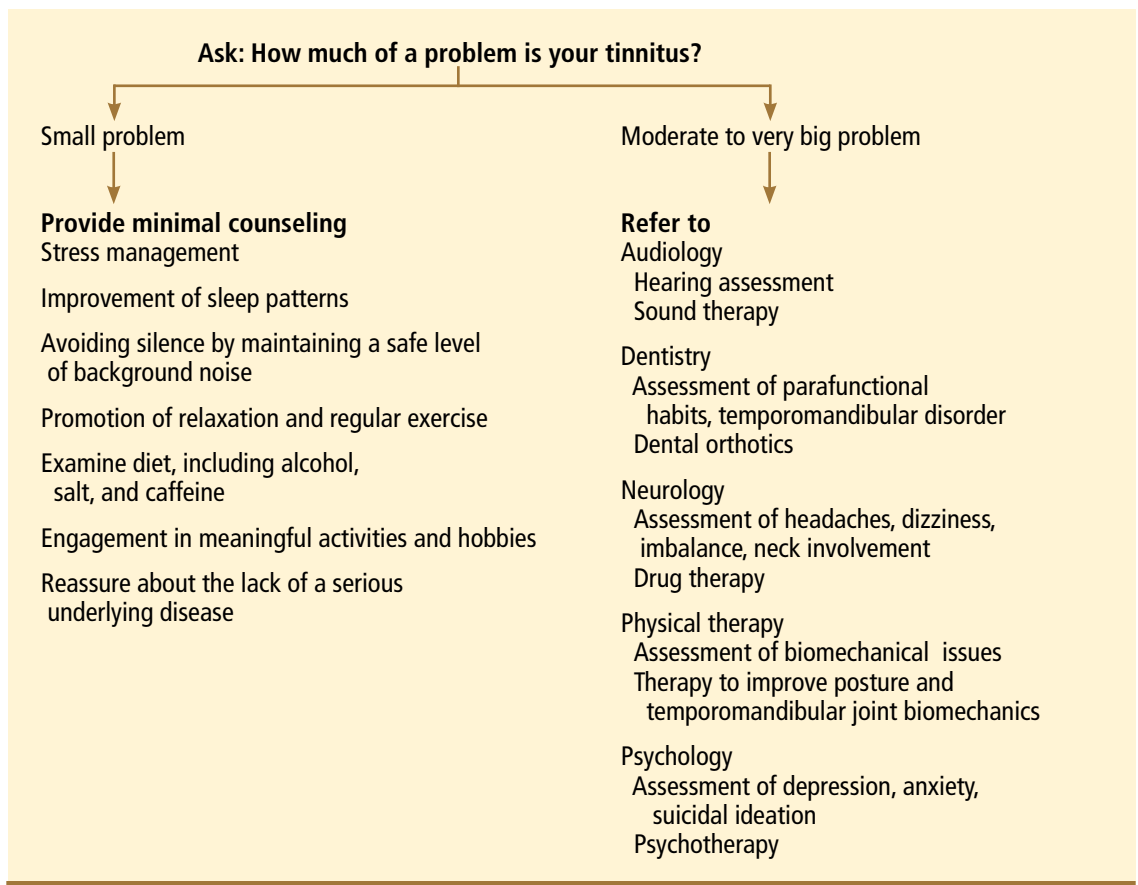 Ask: How much of a problem is your tinnitus?
Small problem
Provide minimal counseling
Stress management
Improvement of sleep patterns
Avoiding silence by maintaining a safe level
of background noise
Promotion of relaxation and regular exercise
Examine diet, including alcohol,
salt, and caffeine
Engagement in meaningful activities and hobbies
Reassure about the lack of a serious
underlying disease
Moderate to very big problem
Refer to
Audiology
Hearing assessment
Sound therapy
Dentistry
Assessment of parafunctional
habits, temporomandibular disorder
Dental orthotics
Neurology
Assessment of headaches, dizziness,
imbalance, neck involvement
Drug therapy
Physical therapy
Assessment of biomechanical issues
Therapy to improve posture and
temporomandibular joint biomechanics
Psychology
Assessment of depression, anxiety,
suicidal ideation
Psychotherapy